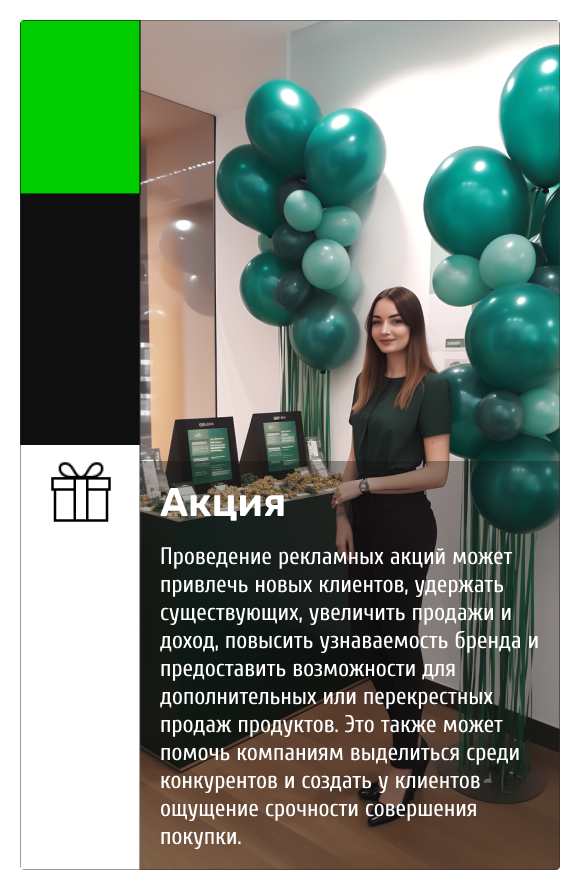 Акция
Проведение рекламных акций может
привлечь новых клиентов, удержать
существующих, увеличить продажи и
доход, повысить узнаваемость бренда и
предоставить возможности для
дополнительных или перекрестных
продаж продуктов. Это также может
помочь компаниям выделиться среди
конкурентов и создать у клиентов
ощущение срочности совершения
покупки.